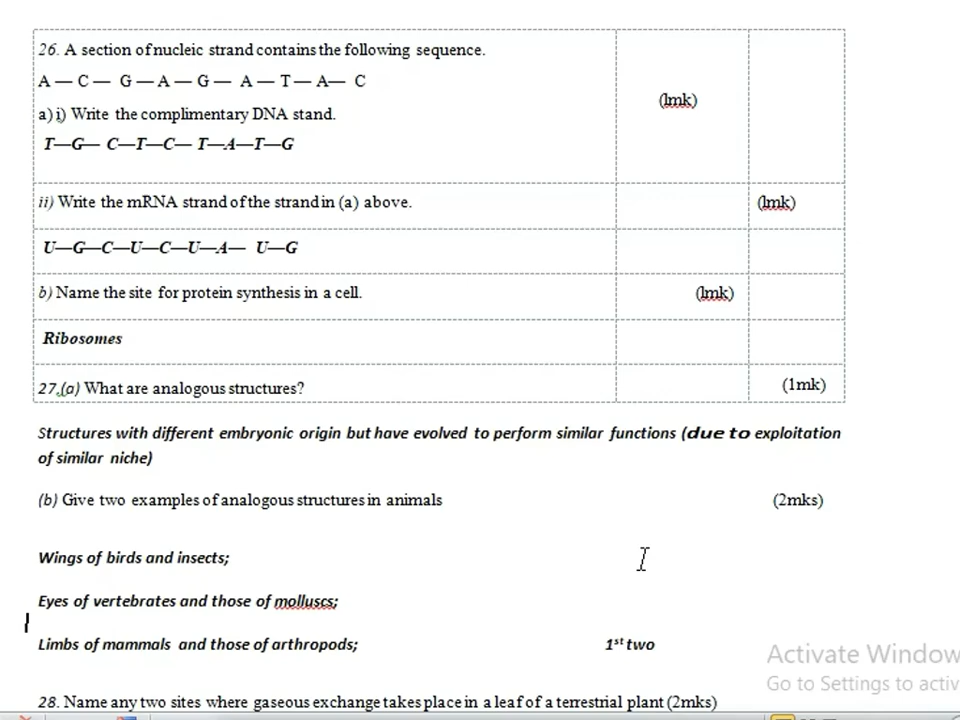 26. A section of nucleic strand contains the following sequence.
A — C — G — A — G — A — T — A— C
(lmk)
a) i) Write the complimentary DNA stand.
T—G— C—T—C— T—A—T—G
ii) Write the mRNA strand of the strand in (a) above. (lmk)
U—G—C—U—C—U—A— U—G
b) Name the site for protein synthesis in a cell. (lmk)
Ribosomes
27.(a) What are analogous structures? (1mk)
Structures with different embryonic origin but have evolved to perform similar functions (due to exploitation
of similar niche)
(b) Give two examples of analogous structures in animals (2mks)
Wings of birds and insects;
Eyes of vertebrates and those of molluscs;
Limbs of mammals and those of arthropods; 1st two
Activate Window
Go to Settings to activ
28. Name any two sites where gaseous exchange takes place in a leaf of a terrestrial plant (2mks)